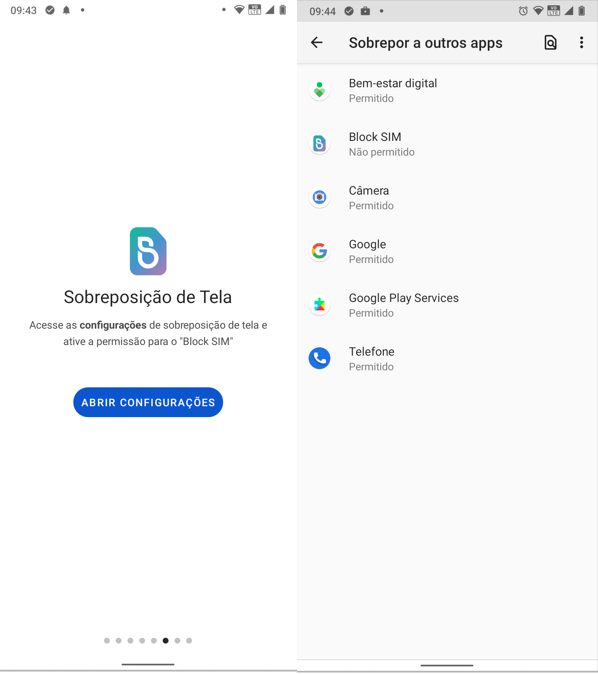 09:43
Sobreposição de Tela
Acesse as configurações de sobreposição de tela e
ative a permissão para o "Block SIM"
ABRIR CONFIGURAÇÕES
09:44
Sobrepor a outros apps
Bem-estar digital
Permitido
Block SIM
Não permitido
Câmera
Permitido
Google
Permitido
Google Play Services
Permitido
Telefone
Permitido